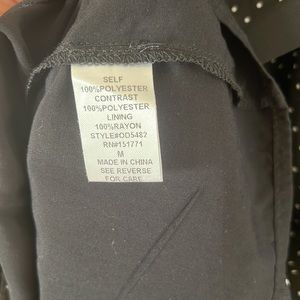 SELF
100%POLYESTER
CONTRAST
100%POLYESTER
LINING
100%RAYON
STYLE#OD5482
RN#151771
M
MADE IN CHINA
SEE REVERSE
FOR CARE